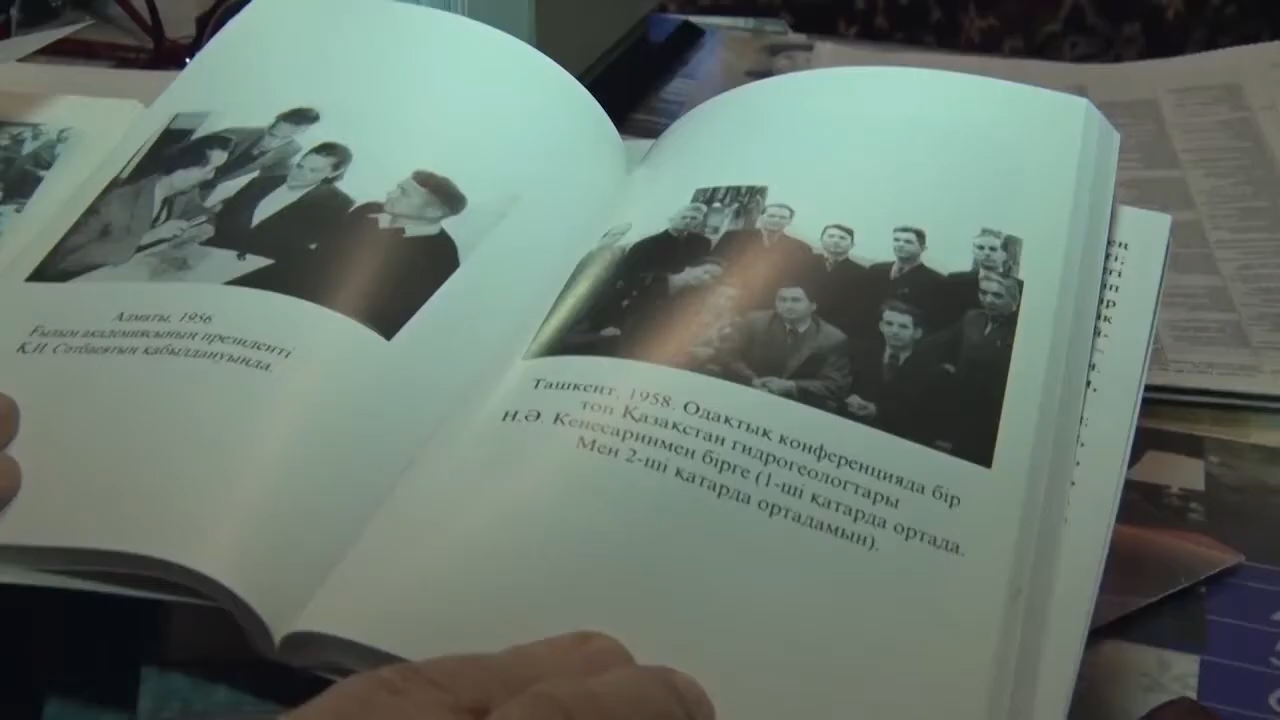 Алматы, 1956
Ғылым академиясының президенті
Қ.И. Сәтбаевтың қабылдауында.
Ташкент, 1958. Одақтық конференцияда бір
топ Қазақстан гидрогеологтары
Н.Ә. Кенесаринмен бірге (1-ші қатарда ортада.
Мен 2-ші қатарда ортадамын).